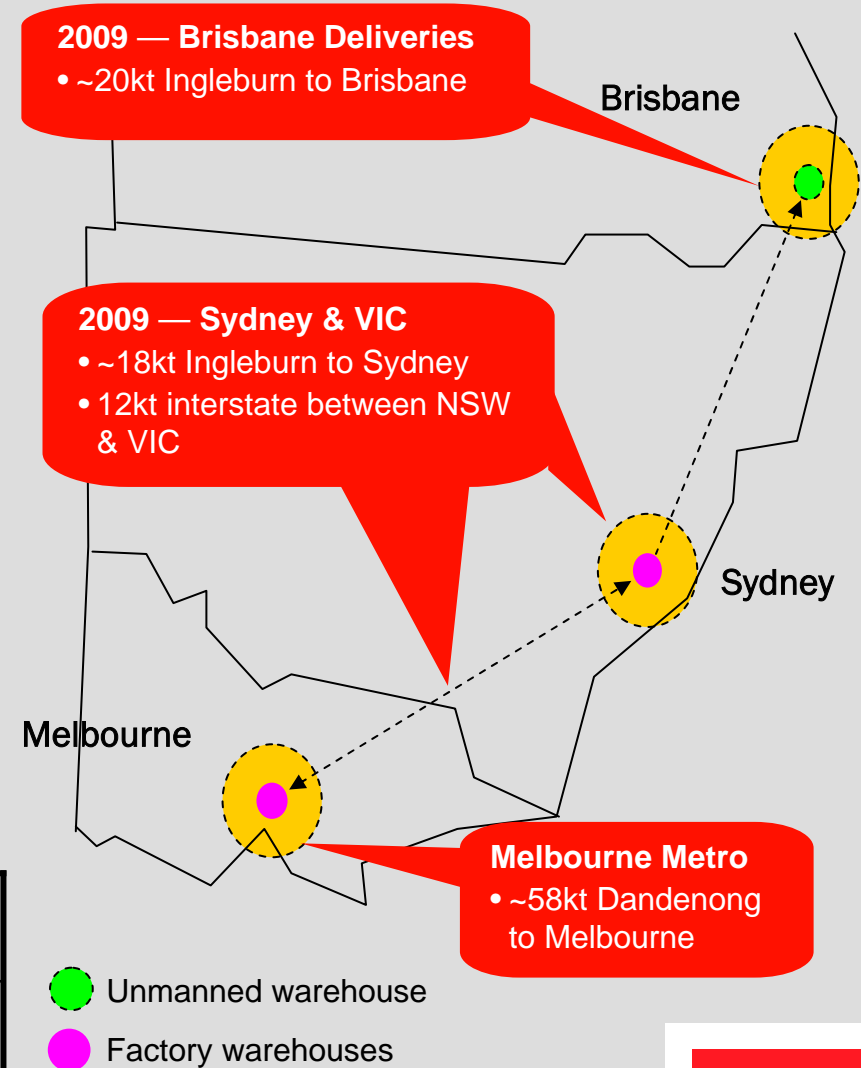 2009 — Brisbane Deliveries
• ~20kt Ingleburn to Brisbane
Brisbane
2009 — Sydney & VIC
• ~18kt Ingleburn to Sydney
• 12kt interstate between NSW
& VIC
Sydney
Melbourne
Melbourne Metro
• ~58kt Dandenong
to Melbourne
Unmanned warehouse
Factory warehouses